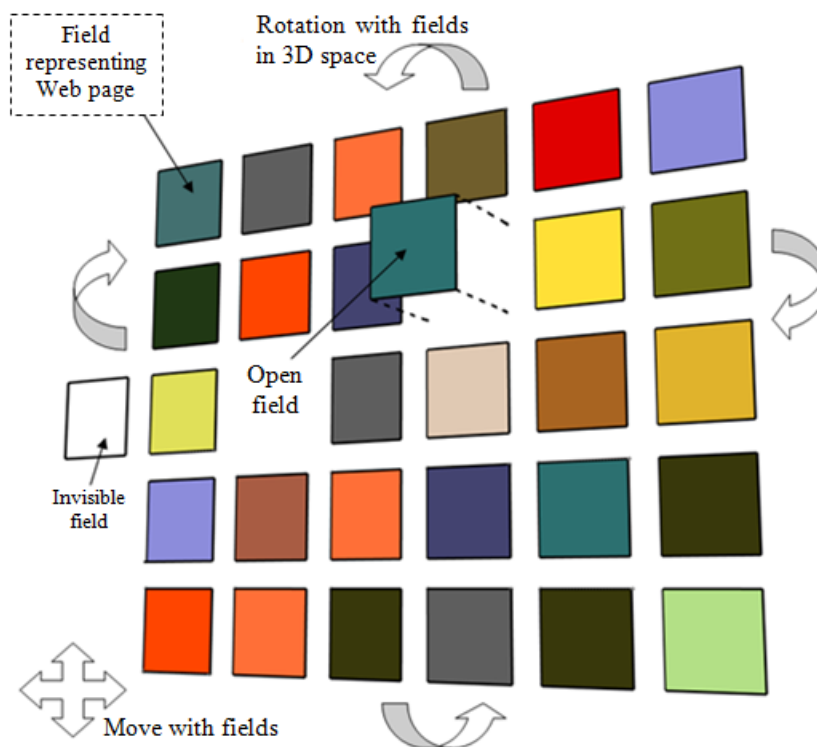 Field
representing
Web page
Rotation with fields
in 3D space
Open
field
Invisible
field
Move with fields